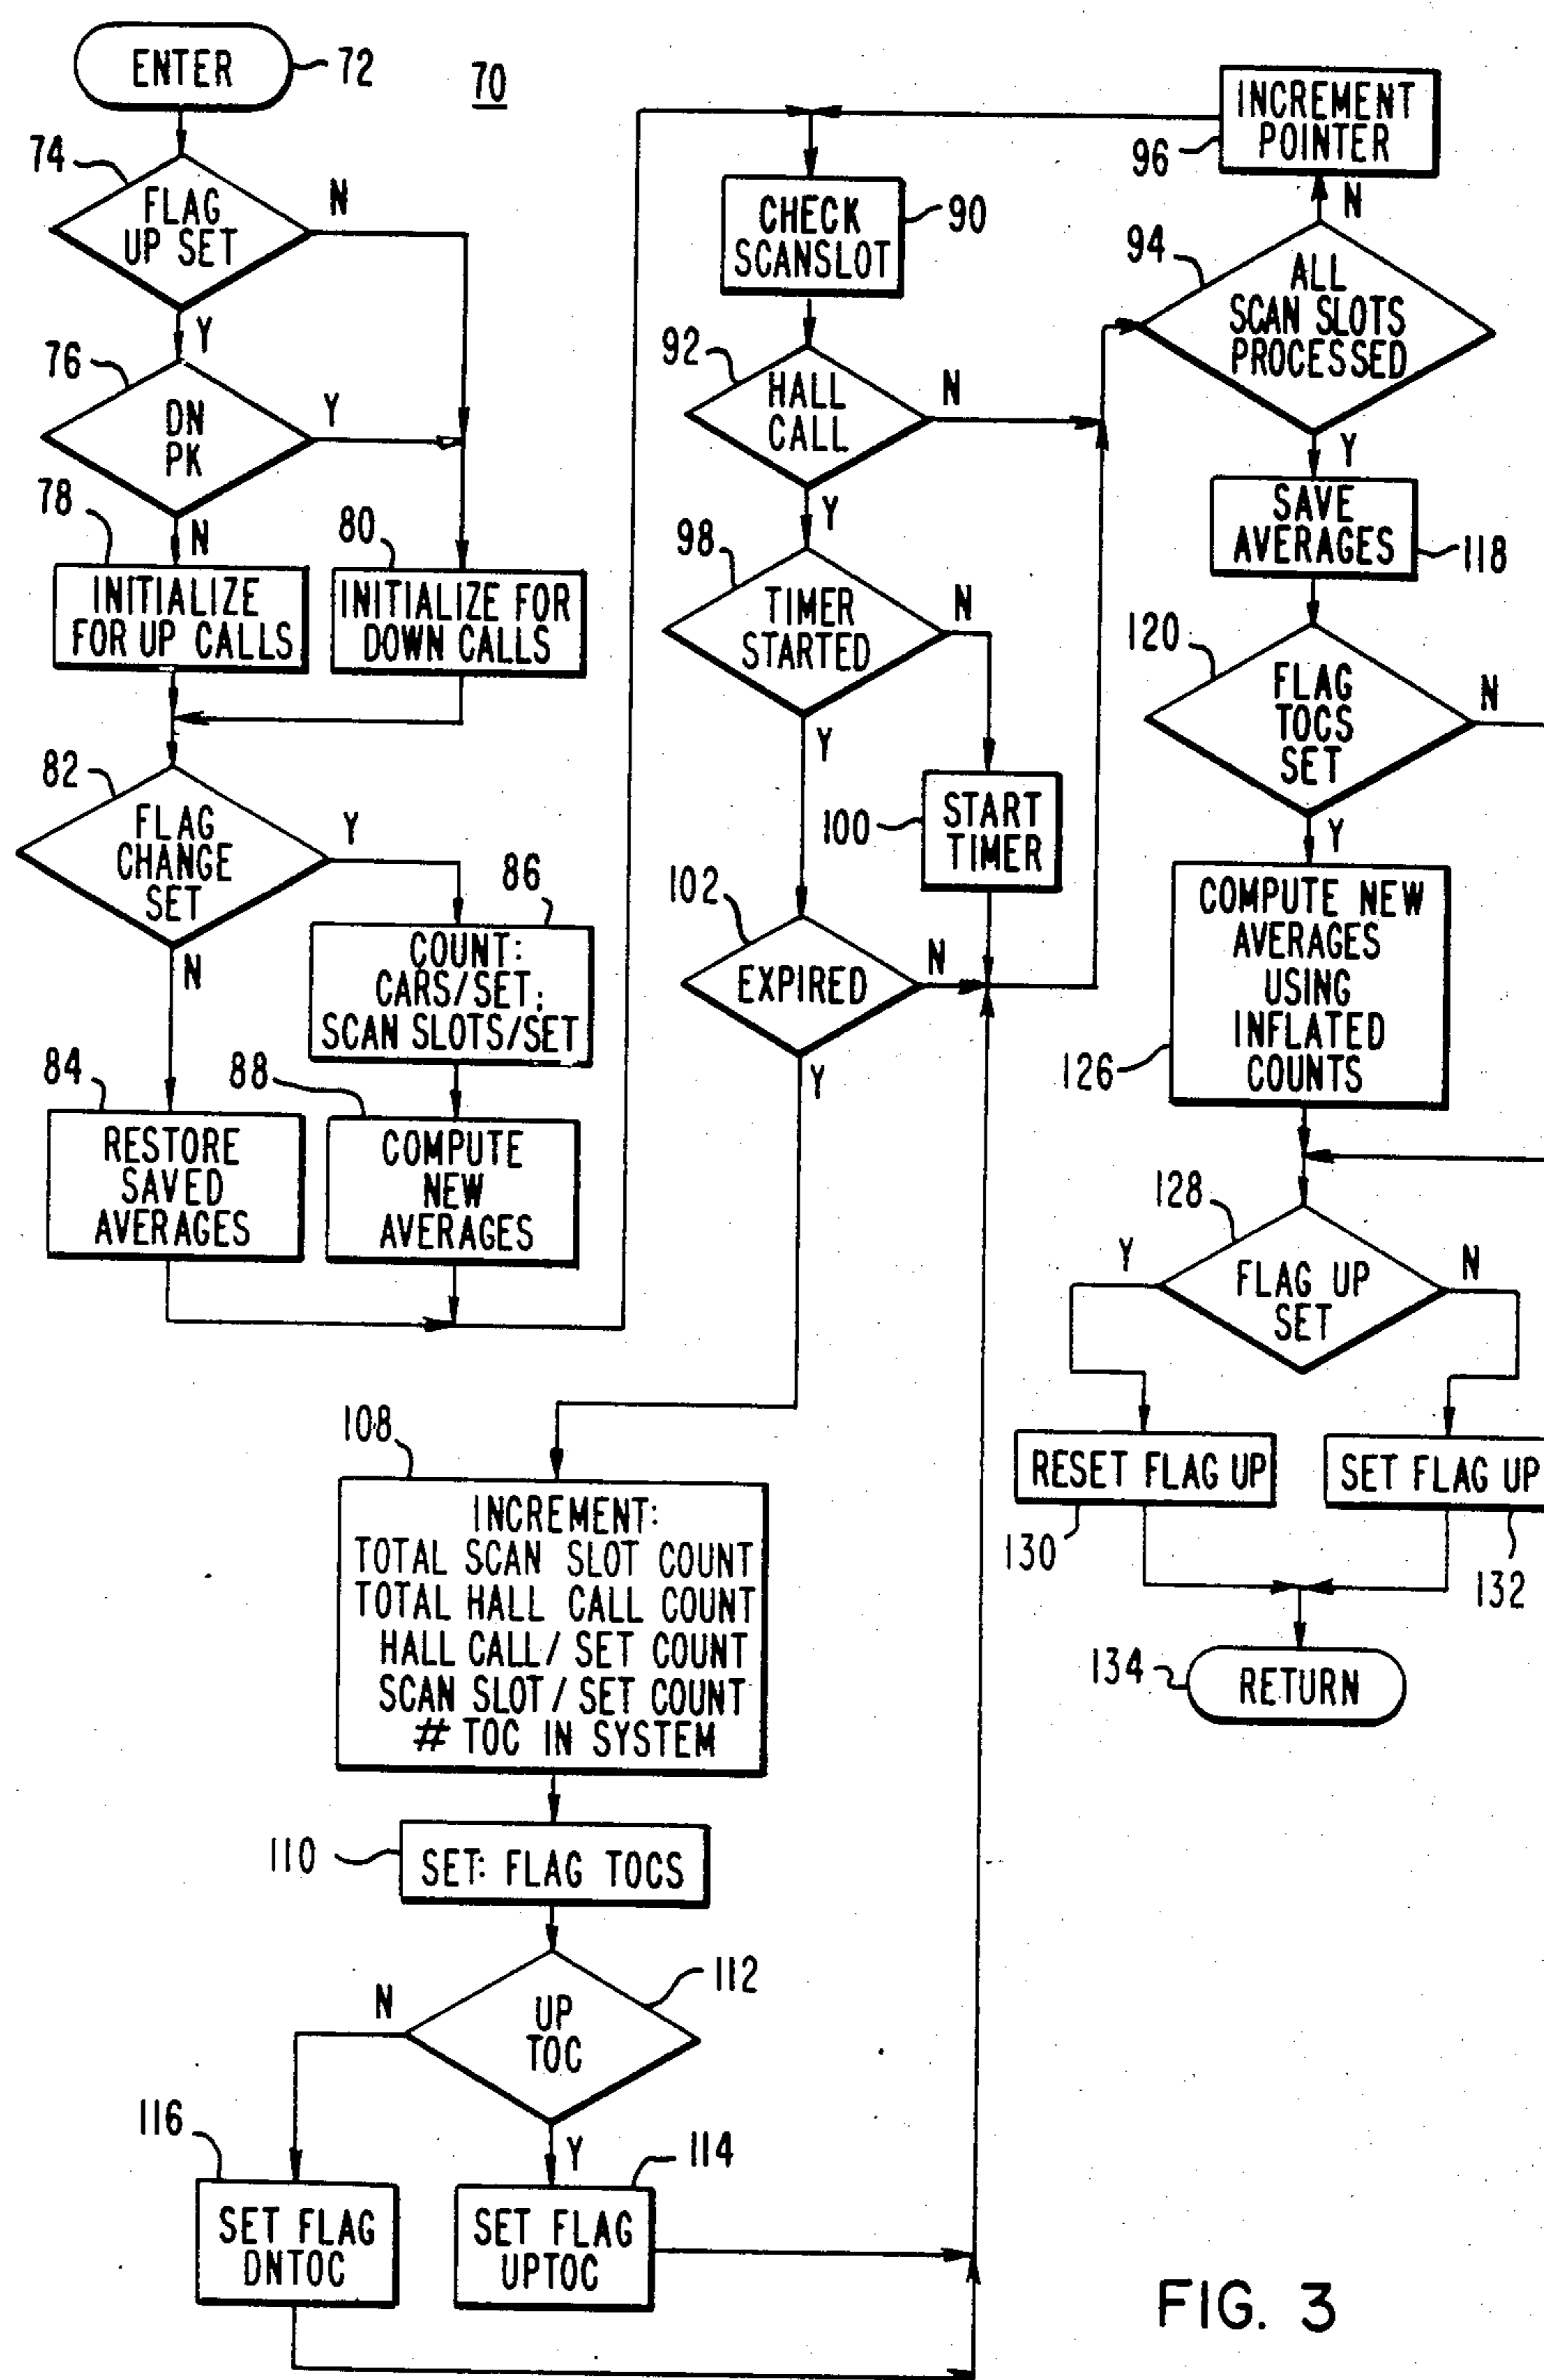 ENTER
72
70
74
FLAG
UP SET
N
Y
76
DN
PK
Y
N
78
INITIALIZE
FOR UP CALLS
80
INITIALIZE FOR
DOWN CALLS
82
FLAG
CHANGE
SET
Y
N
86
COUNT:
CARS/SET;
SCAN SLOTS/SET
84
RESTORE
SAVED
AVERAGES
88
COMPUTE
NEW
AVERAGES
CHECK
SCANSLOT
90
92
HALL
CALL
N
Y
98
TIMER
STARTED
N
Y
100
START
TIMER
102
EXPIRED
N
Y
108
INCREMENT:
TOTAL SCAN SLOT COUNT
TOTAL HALL CALL COUNT
HALL CALL/ SET COUNT
SCAN SLOT/ SET COUNT
# TOC IN SYSTEM
110
SET: FLAG TOCS
112
UP
TOC
N
Y
116
SET FLAG
DNTOC
114
SET FLAG
UPTOC
INCREMENT
POINTER
96
N
94
ALL
SCAN SLOTS
PROCESSED
Y
SAVE
AVERAGES
118
120
FLAG
TOCS
SET
N
Y
COMPUTE NEW
AVERAGES
USING
INFLATED
COUNTS
126
128
FLAG UP
SET
Y
N
RESET FLAG UP
130
SET FLAG UP
132
134
RETURN
FIG. 3